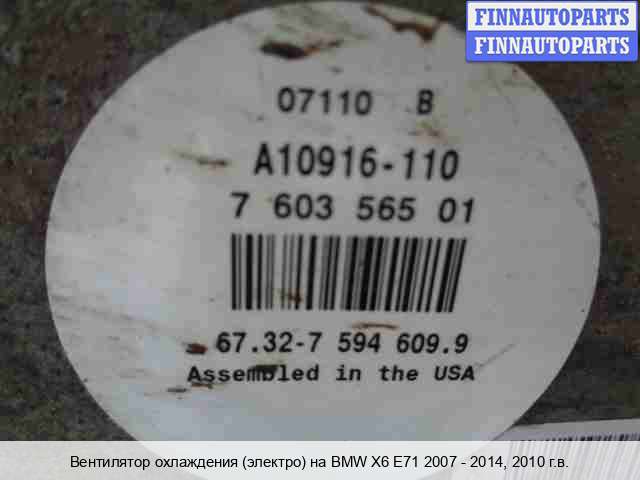 FINNAUTOPARTS
FINNAUTOPARTS
07110 B
A10916-110
7 603 565 01
67.32-7 594 609.9
Assembled in the USA
Вентилятор охлаждения (электро) на BMW X6 E71 2007 - 2014, 2010 г.в.